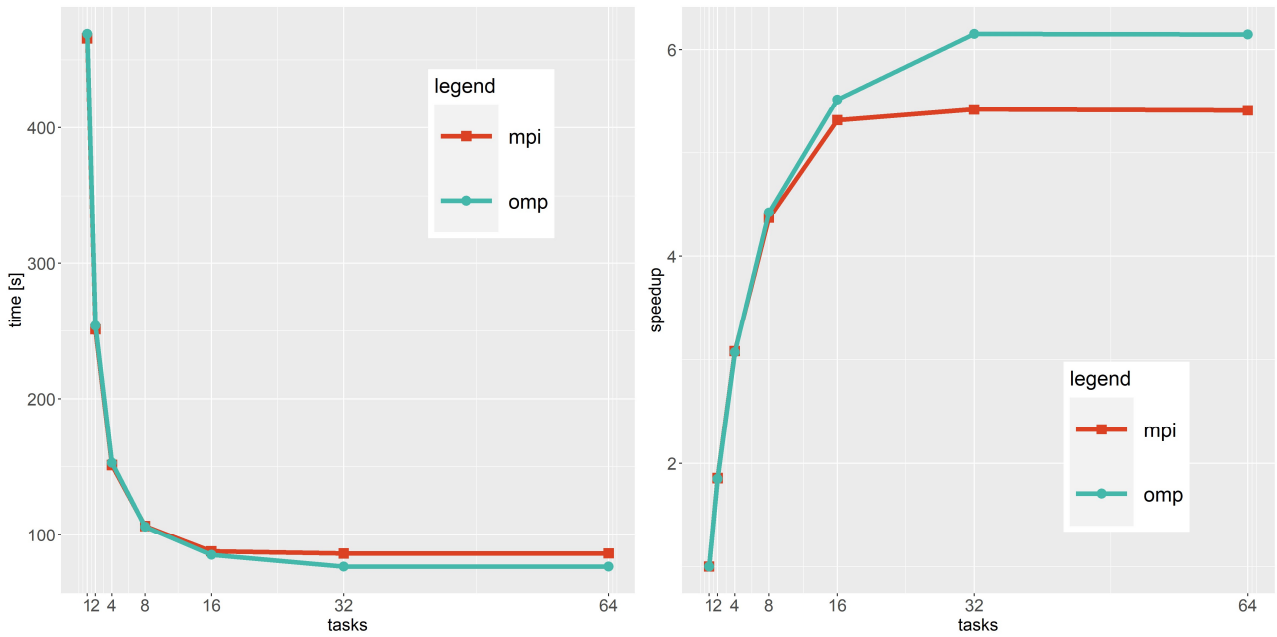 time [s]
400
300
200
100
legend
mpi
omp
1 2 4 8 16 32 64
tasks
speedup
6
4
2
legend
mpi
omp
1 2 4 8 16 32 64
tasks